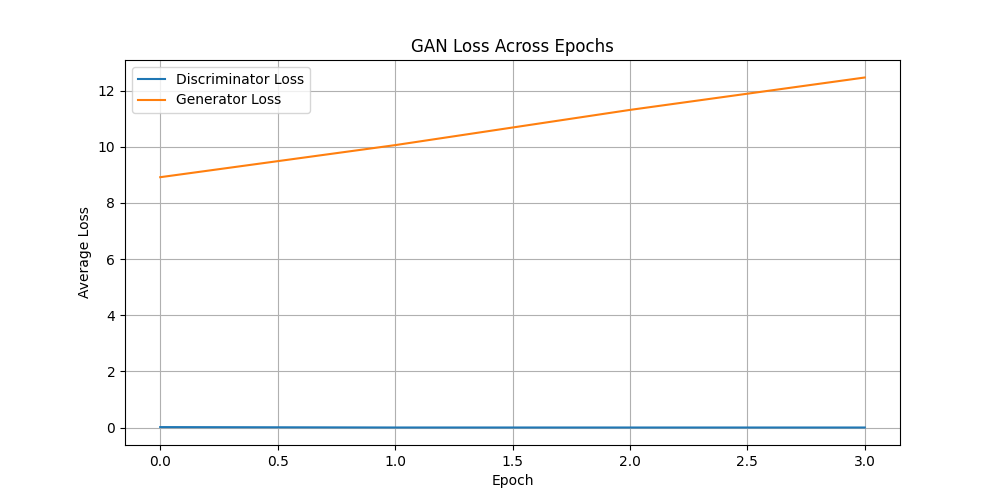 GAN Loss Across Epochs
Discriminator Loss
Generator Loss
12
10
8
6
4
2
0
Average Loss
0.0 0.5 1.0 1.5 2.0 2.5 3.0
Epoch